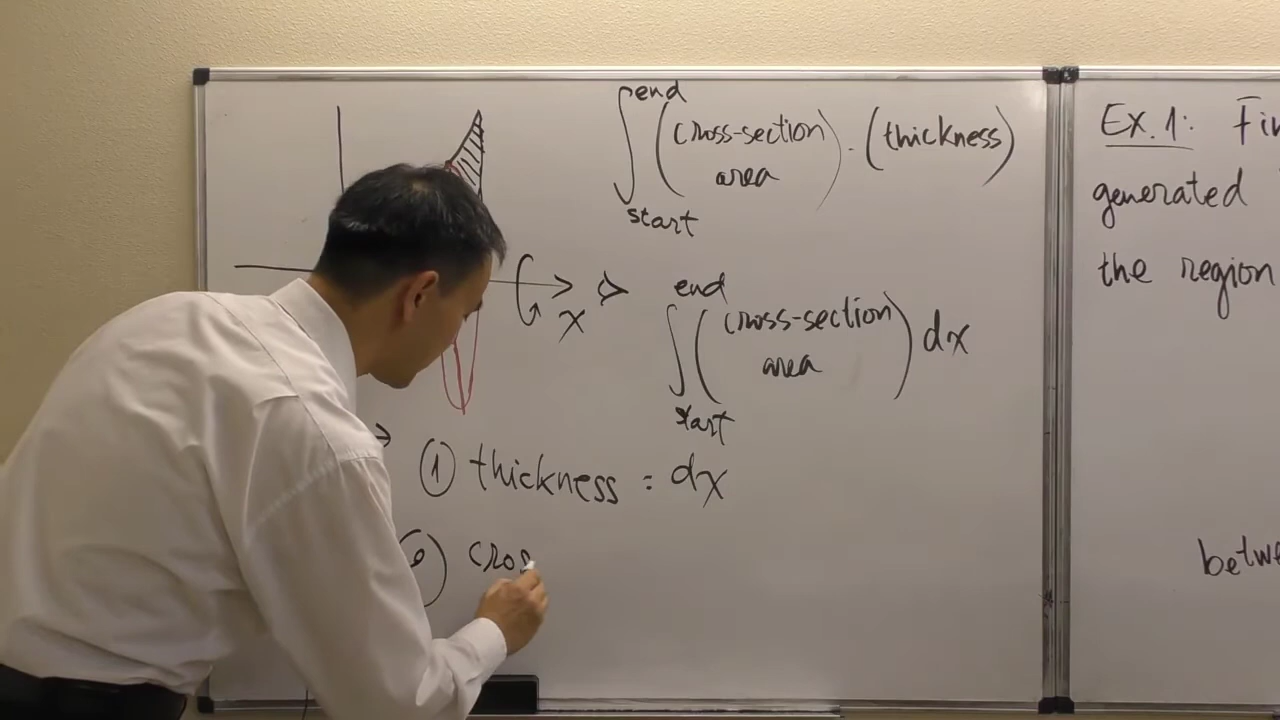 ∫ end start (cross-section area) . (thickness)
x
∫ end start (cross-section area) dx
① thickness = dx
② cros
Ex. 1:
generated
the region